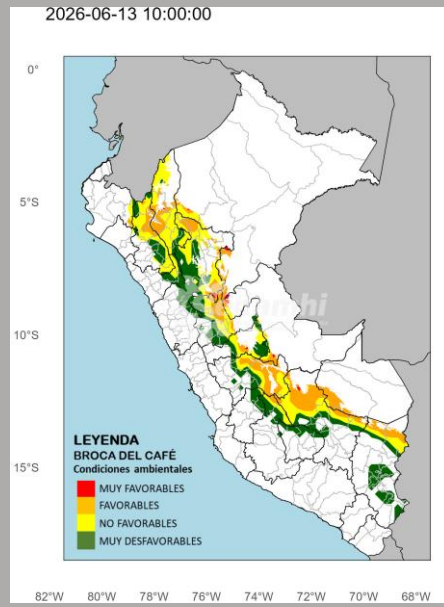 2026-06-13 10:00:00
0°
5°S
10°S
15°S
senamhi
LEYENDA
BROCA DEL CAFÉ
Condiciones ambientales
MUY FAVORABLES
FAVORABLES
NO FAVORABLES
MUY DESFAVORABLES
82°W 80°W 78°W 76°W 74°W 72°W 70°W 68°W